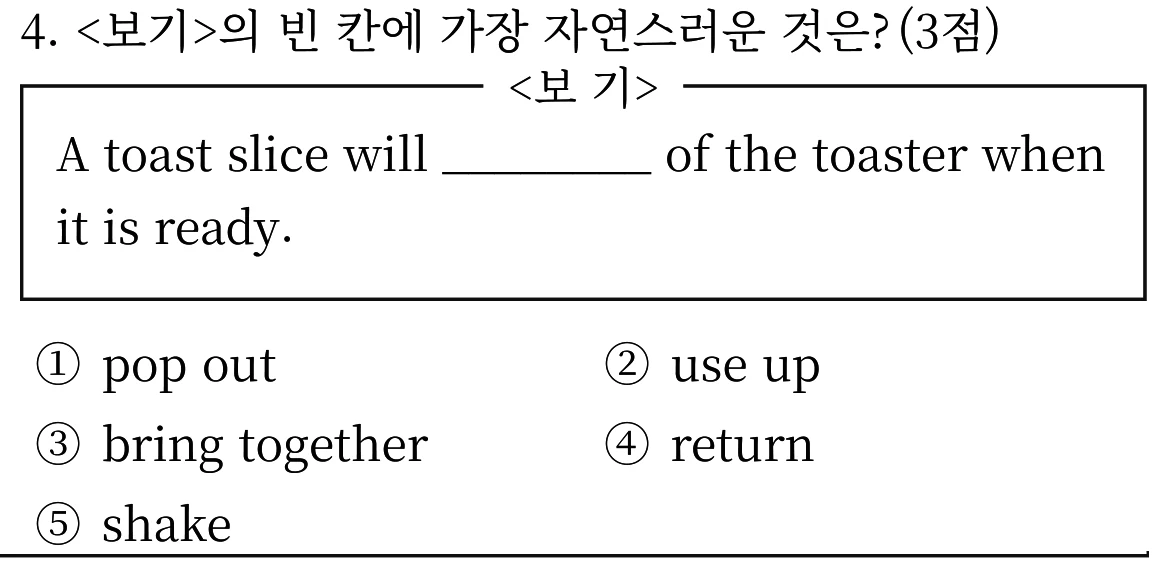 4. <보기>의 빈 칸에 가장 자연스러운 것은?(3점)
<보 기>
A toast slice will ________ of the toaster when
it is ready.
① pop out ② use up
③ bring together ④ return
⑤ shake